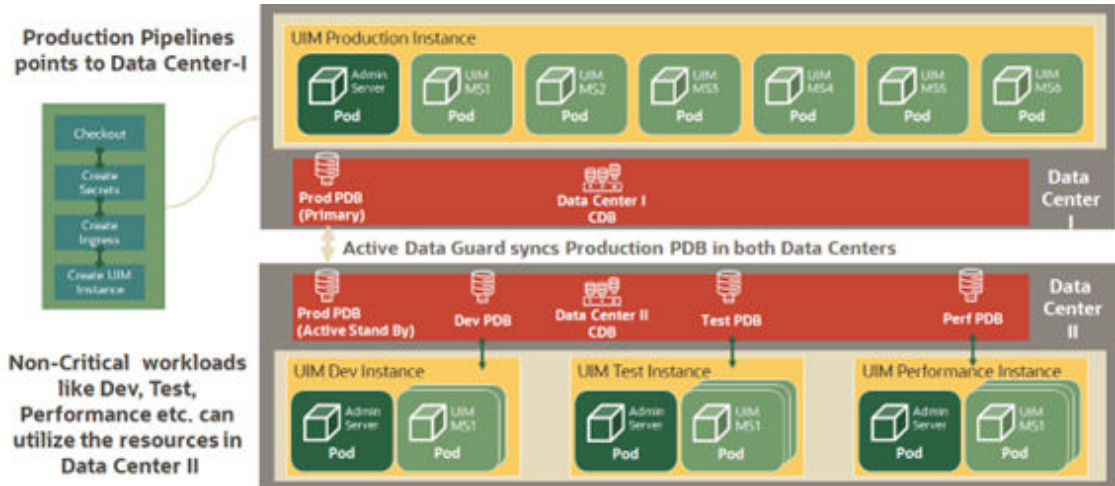 Production Pipelines
points to Data Center-I
Checkout
Create
Secrets
Create
Ingress
Create UIM
Instance
UIM Production Instance
Admin
Server
Pod
UIM
MS1
Pod
UIM
MS2
Pod
UIM
MS3
Pod
UIM
MS4
Pod
UIM
MS5
Pod
UIM
MS6
Pod
Prod PDB
(Primary)
Data Center I
CDB
Data
Center
I
Active Data Guard syncs Production PDB in both Data Centers
Prod PDB
(Active Stand By)
Dev PDB
Data Center II
CDB
Test PDB
Perf PDB
Data
Center
II
Non-Critical workloads
like Dev, Test,
Performance etc. can
utilize the resources in
Data Center II
UIM Dev Instance
Admin
Server
Pod
UIM
MS1
Pod
UIM Test Instance
Admin
Server
Pod
UIM
MS1
Pod
UIM Performance Instance
Admin
Server
Pod
UIM
MS1
Pod